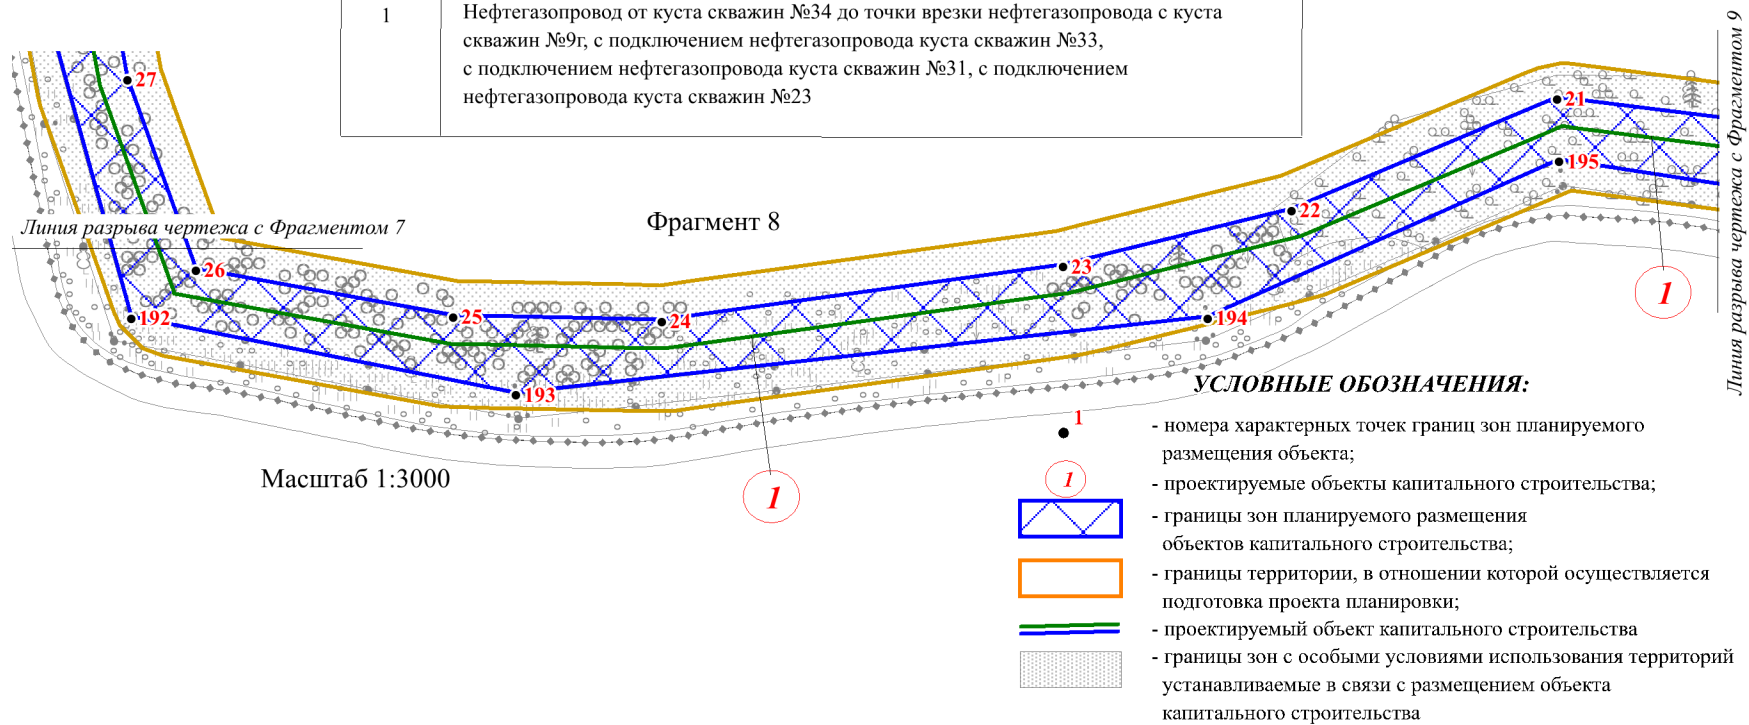 1
Нефтегазопровод от куста скважин №34 до точки врезки нефтегазопровода с куста
скважин №9г, с подключением нефтегазопровода куста скважин №33,
с подключением нефтегазопровода куста скважин №31, с подключением
нефтегазопровода куста скважин №23
Линия разрыва чертежа с Фрагментом 9
27
21
195
22
Фрагмент 8
Линия разрыва чертежа с Фрагментом 7
26
23
1
192
25
24
194
193
УСЛОВНЫЕ ОБОЗНАЧЕНИЯ:
Масштаб 1:3000
1
1
- номера характерных точек границ зон планируемого
размещения объекта;
1
- проектируемые объекты капитального строительства;
- границы зон планируемого размещения
объектов капитального строительства;
- границы территории, в отношении которой осуществляется
подготовка проекта планировки;
- проектируемый объект капитального строительства
- границы зон с особыми условиями использования территорий
устанавливаемые в связи с размещением объекта
капитального строительства